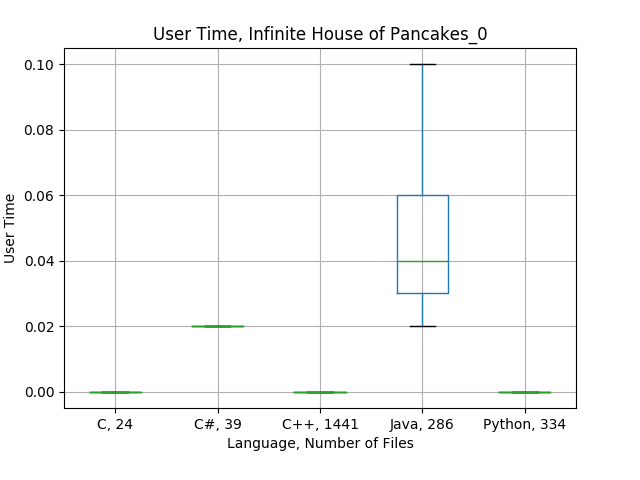 User Time, Infinite House of Pancakes_0
User Time
0.10
0.08
0.06
0.04
0.02
0.00
C, 24 C#, 39 C++, 1441 Java, 286 Python, 334
Language, Number of Files